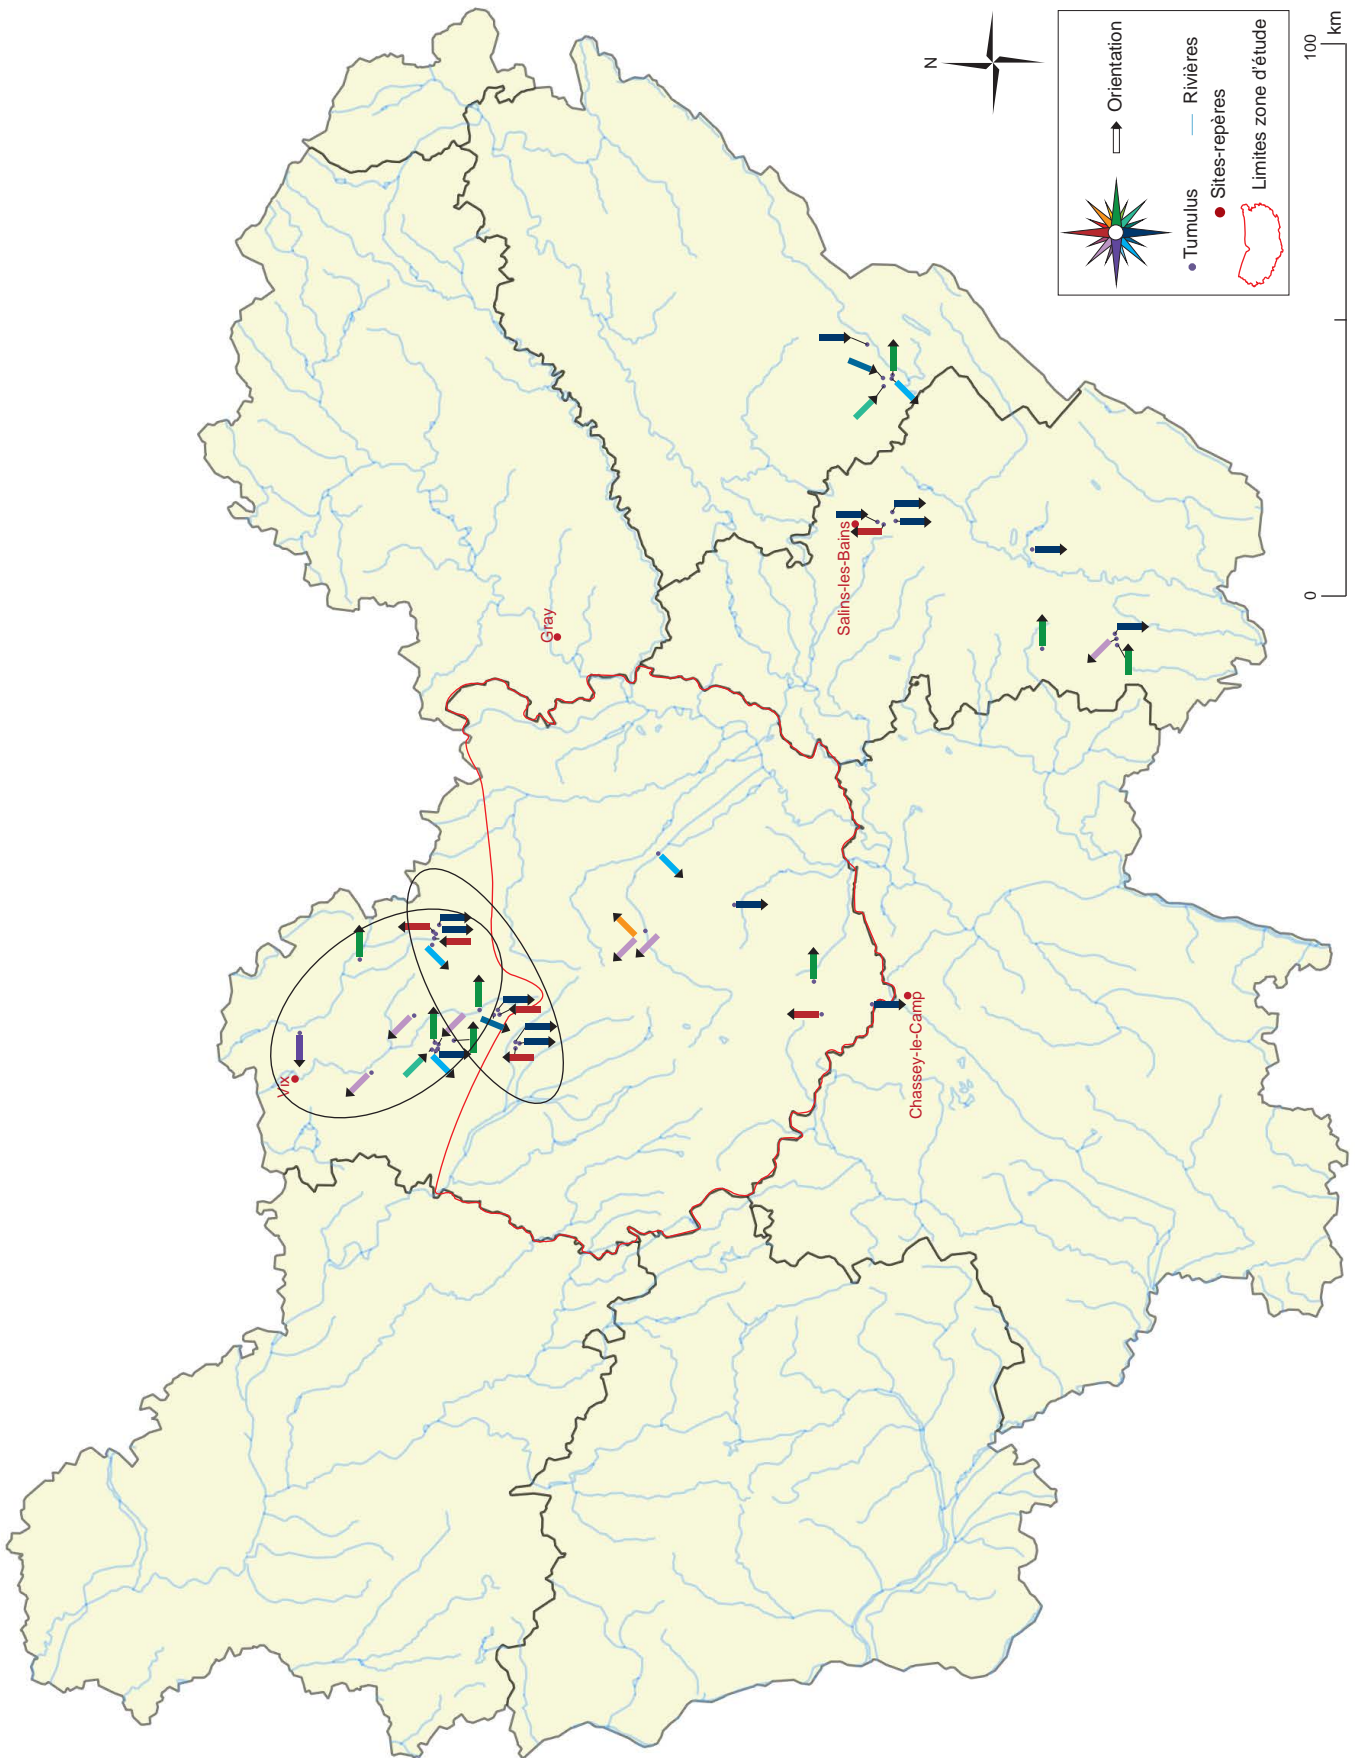 N
Orientation
Tumulus
Rivières
Sites-repères
Limites zone d'étude
0
100
km
Vix
Gray
Salins-les-Bains
Chassey-le-Camp